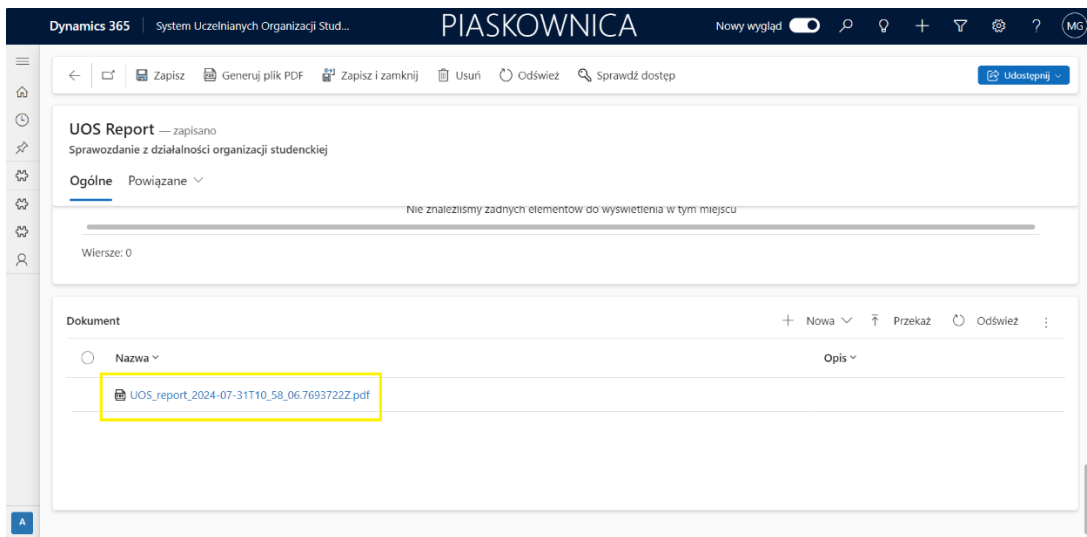 Dynamics 365 System Uczelnianych Organizacji Stud... PIASKOWNICA Nowy wygląd ? MG
Zapisz Generuj plik PDF Zapisz i zamknij Usuń Odśwież Sprawdź dostęp Udostępnij
UOS Report — zapisano
Sprawozdanie z działalności organizacji studenckiej
Ogólne Powiązane
Nie znaleźliśmy żadnych elementów do wyświetlenia w tym miejscu
Wiersze: 0
Dokument Nowa Przekaż Odśwież
Nazwa Opis
UOS_report_2024-07-31T10_58_06.7693722Z.pdf
A